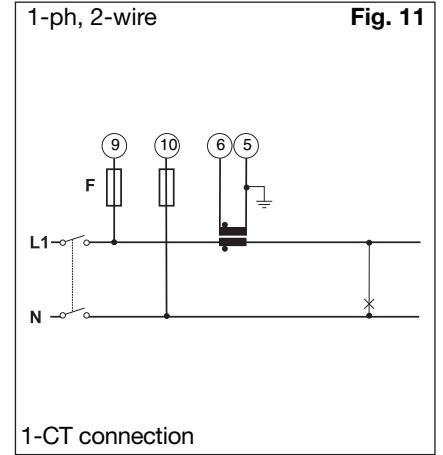 1-ph, 2-wire Fig. 11
9 10 6 5
F
L1
N
1-CT connection